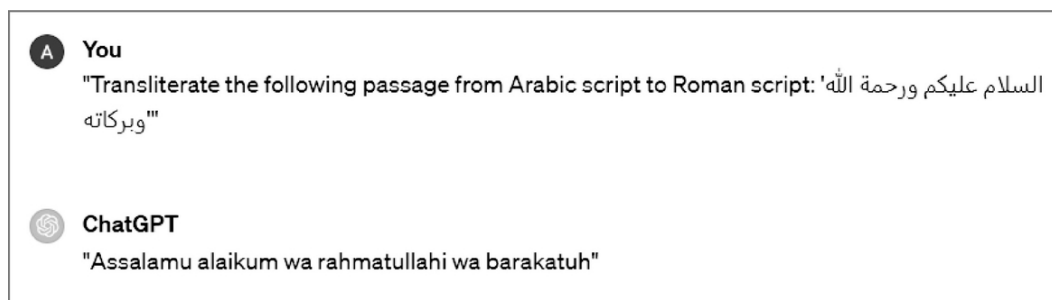 A
You
"Transliterate the following passage from Arabic script to Roman script: 'السلام عليكم ورحمة الله
وبركاته'"
ChatGPT
"Assalamu alaikum wa rahmatullahi wa barakatuh"